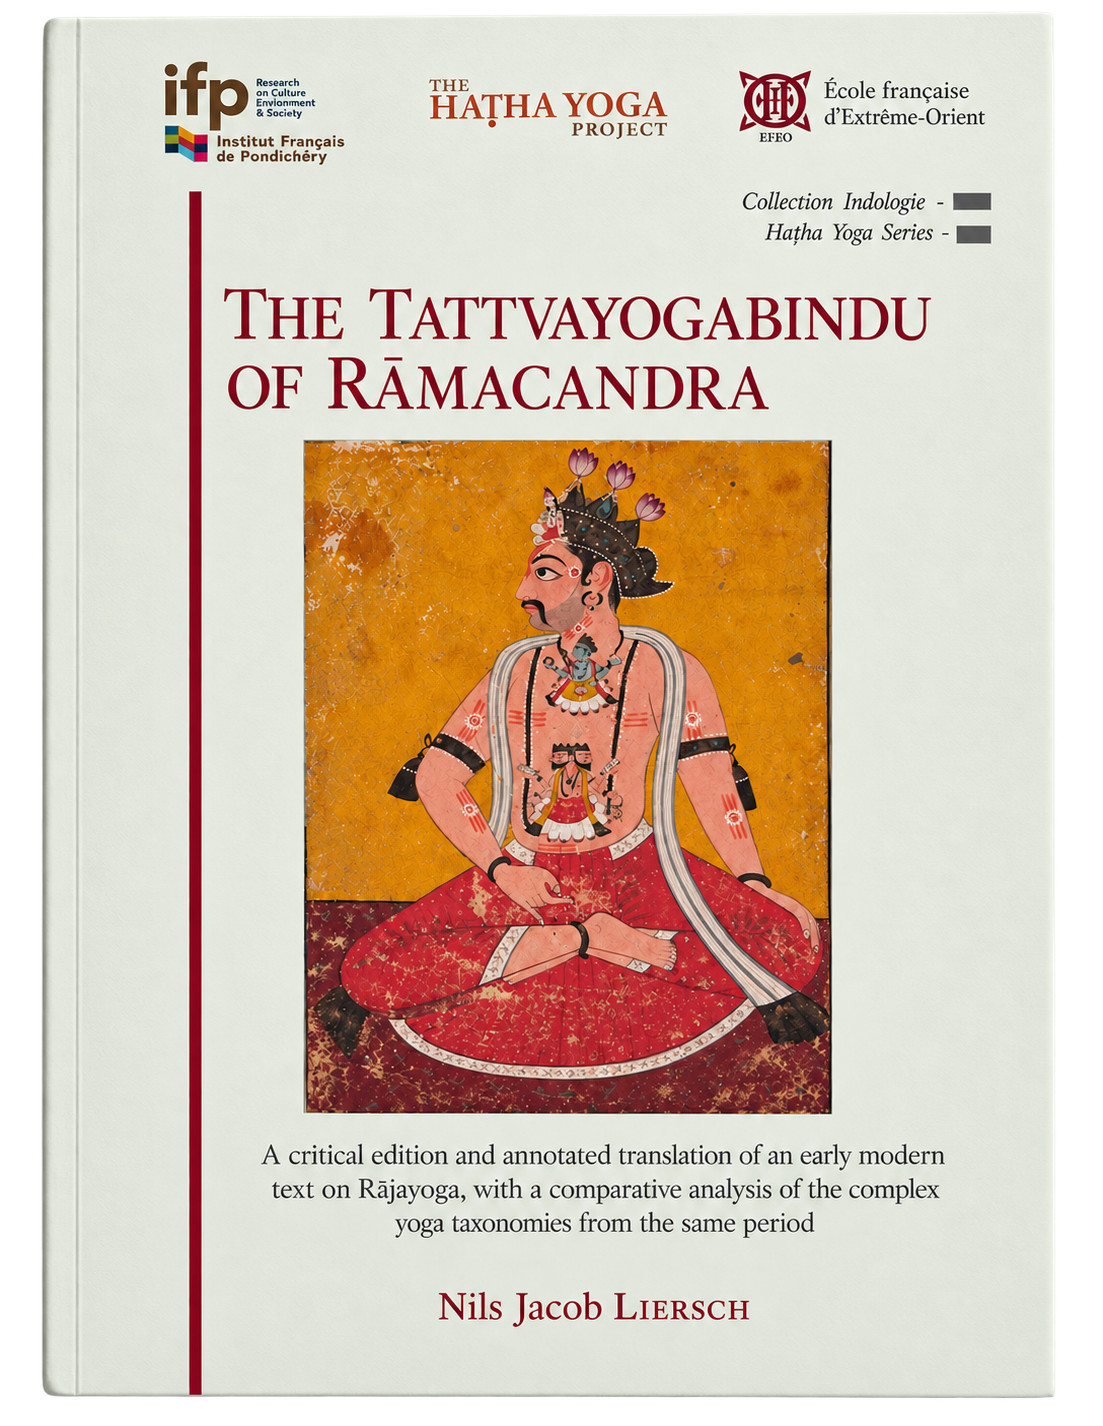 ifp
Research
on Culture
Envionment
& Society
Institut Français
de Pondichéry
THE
HAṬHA YOGA
PROJECT
EFEO
École française
d'Extrême-Orient
Collection Indologie -
Haṭha Yoga Series -
THE TATTVAYOGABINDU
OF RĀMACANDRA
A critical edition and annotated translation of an early modern
text on Rājayoga, with a comparative analysis of the complex
yoga taxonomies from the same period
Nils Jacob LIERSCH